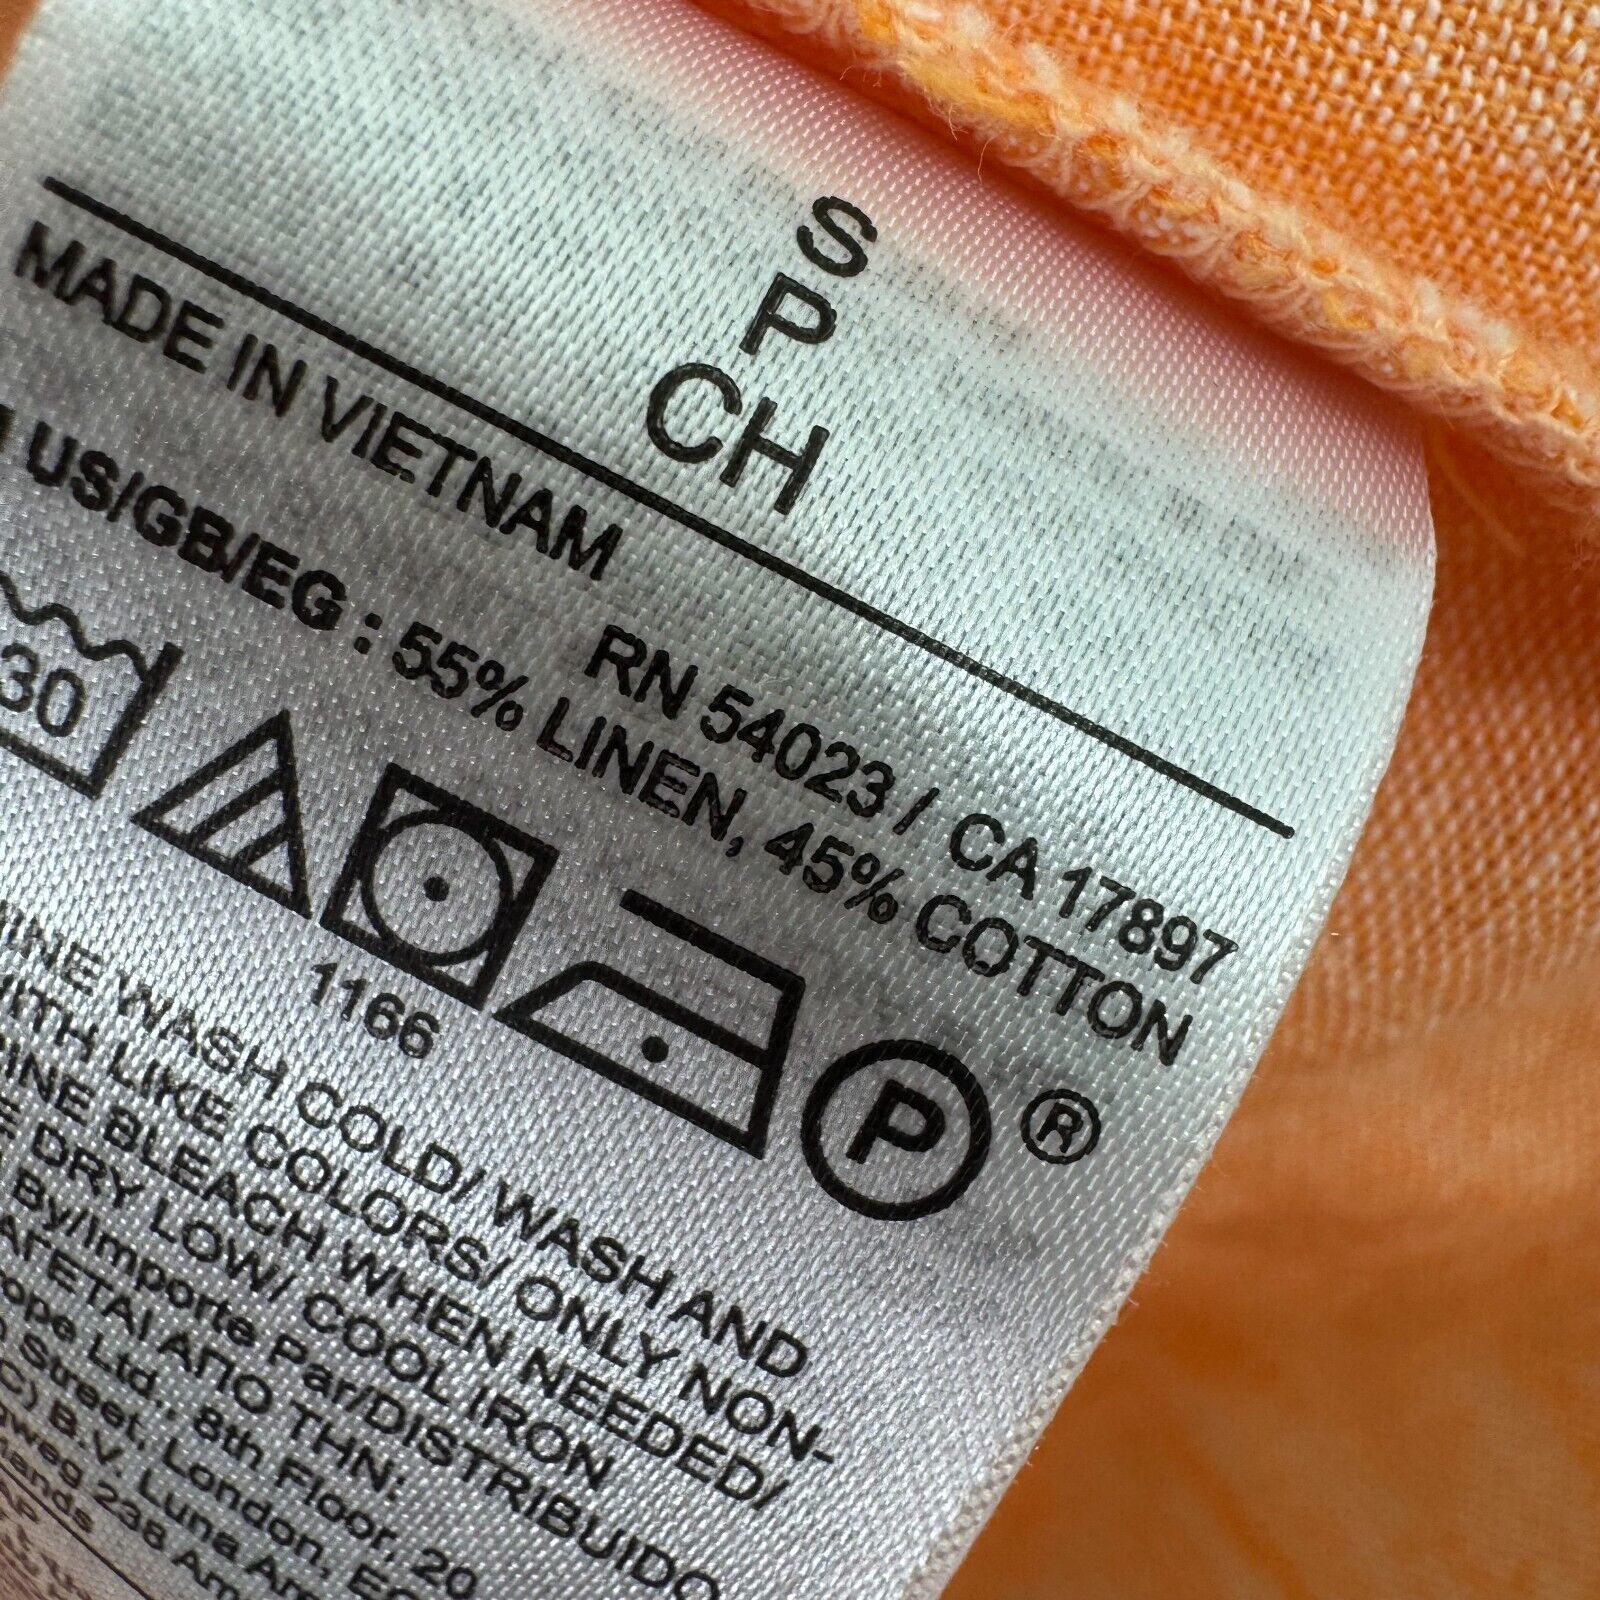 S
P
CH
MADE IN VIETNAM
RN 54023 / CA 17897
US/GB/EG : 55% LINEN, 45% COTTON
30
P
®
1166
WASH COLD/ WASH AND
LIKE COLORS/ ONLY NON-
BLEACH WHEN NEEDED/
DRY LOW/ COOL IRON
By/Importe Par/DISTRIBUIDO
ΑΠΟ ΤΗΝ:
Ltd., 8th Floor, 20
Street, London,
B.V. Luna
238